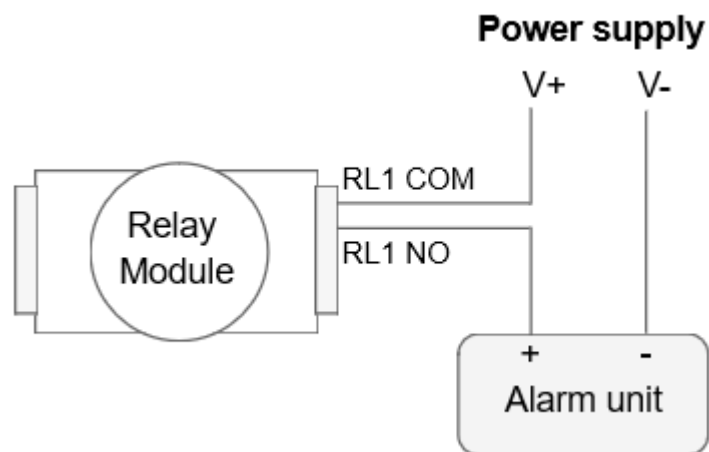 Power supply
V+ V-
RL1 COM
Relay
Module
RL1 NO
+ -
Alarm unit